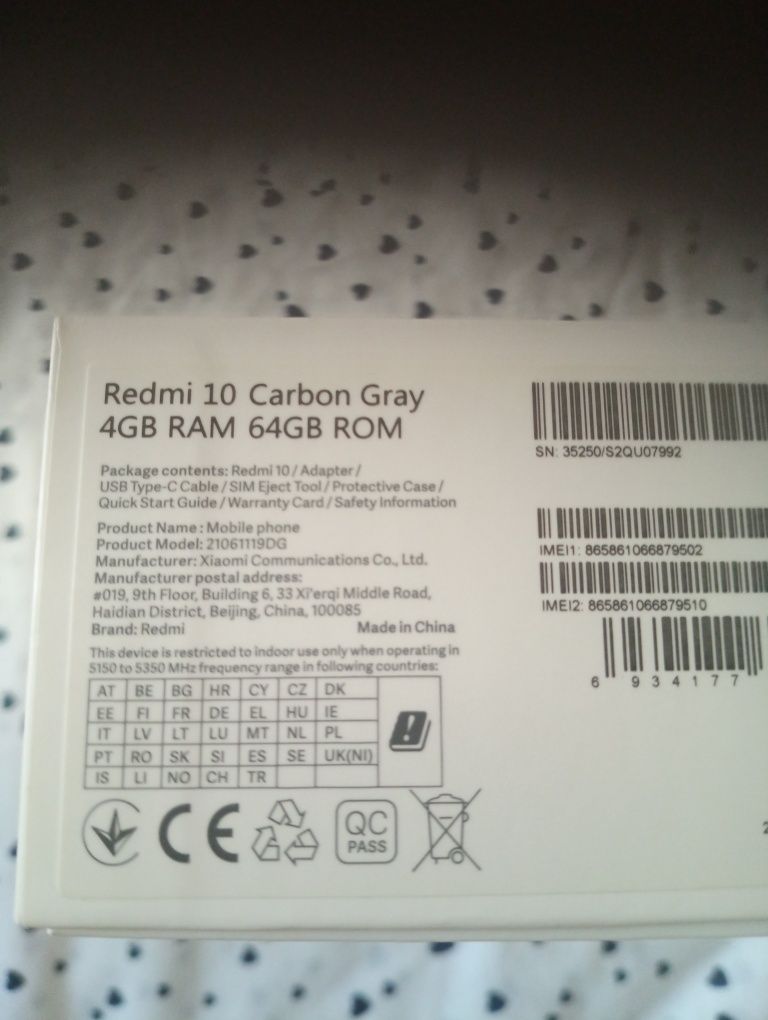 Redmi 10 Carbon Gray
4GB RAM 64GB ROM
Package contents: Redmi 10 / Adapter /
USB Type-C Cable / SIM Eject Tool / Protective Case /
Quick Start Guide / Warranty Card / Safety Information
Product Name : Mobile phone
Product Model: 21061119DG
Manufacturer: Xiaomi Communications Co., Ltd.
Manufacturer postal address:
#019, 9th Floor, Building 6, 33 Xi'erqi Middle Road,
Haidian District, Beijing, China, 100085
Brand: Redmi Made in China
This device is restricted to indoor use only when operating in
5150 to 5350 MHz frequency range in following countries:
AT BE BG HR CY CZ DK
EE FI FR DE EL HU IE
IT LV LT LU MT NL PL
PT RO SK SI ES SE UK(NI)
IS LI NO CH TR
CE
QC
PASS
SN: 35250/S2QU07992
IMEI1: 865861066879502
IMEI2: 865861066879510
6 934177